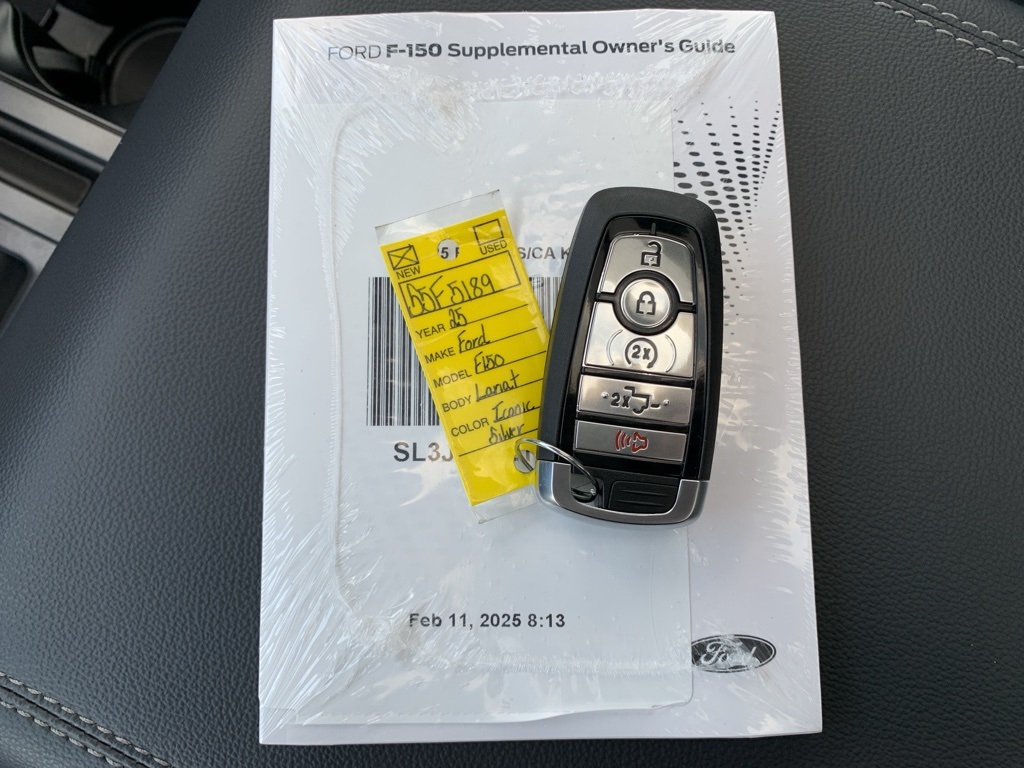 FORD F-150 Supplemental Owner's Guide
S/CA K
NEW
USED
YEAR 25
MAKE Ford
MODEL F150
BODY Lariat
COLOR Iconic
Silver
2x
2x
SL3J
Feb 11, 2025 8:13
Ford